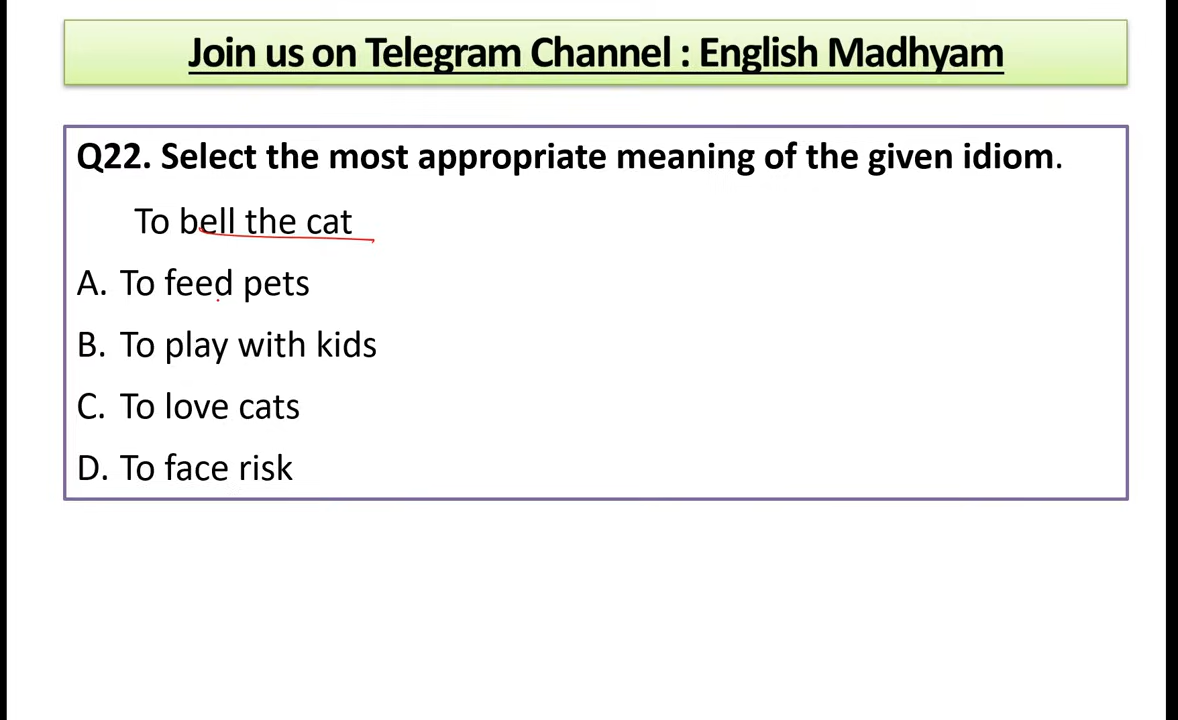 Join us on Telegram Channel : English Madhyam
Q22. Select the most appropriate meaning of the given idiom.
To bell the cat
A. To feed pets
B. To play with kids
C. To love cats
D. To face risk